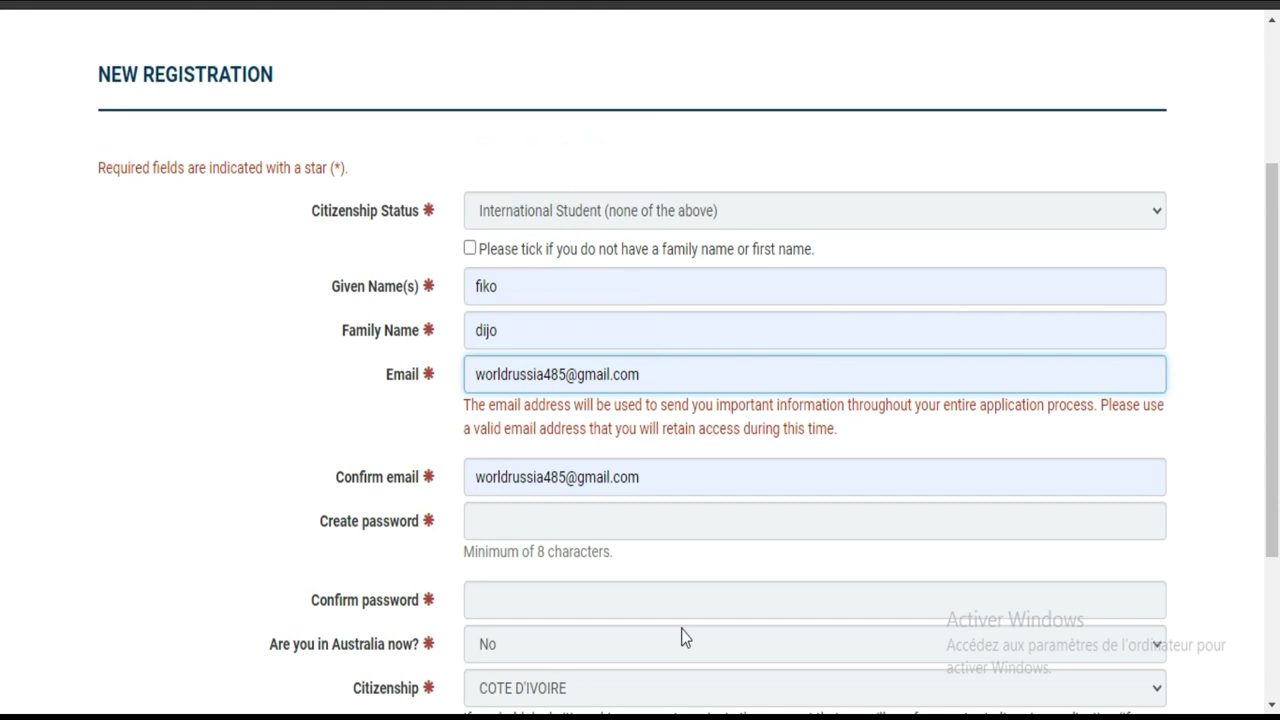 NEW REGISTRATION
Required fields are indicated with a star (*).
Citizenship Status * International Student (none of the above)
Please tick if you do not have a family name or first name.
Given Name(s) * fiko
Family Name * dijo
Email * worldrussia485@gmail.com
The email address will be used to send you important information throughout your entire application process. Please use
a valid email address that you will retain access during this time.
Confirm email * worldrussia485@gmail.com
Create password *
Minimum of 8 characters.
Confirm password *
Activer Windows
Are you in Australia now? * No
Accédez aux paramètres de l'ordinateur pour
activer Windows.
Citizenship * COTE D'IVOIRE